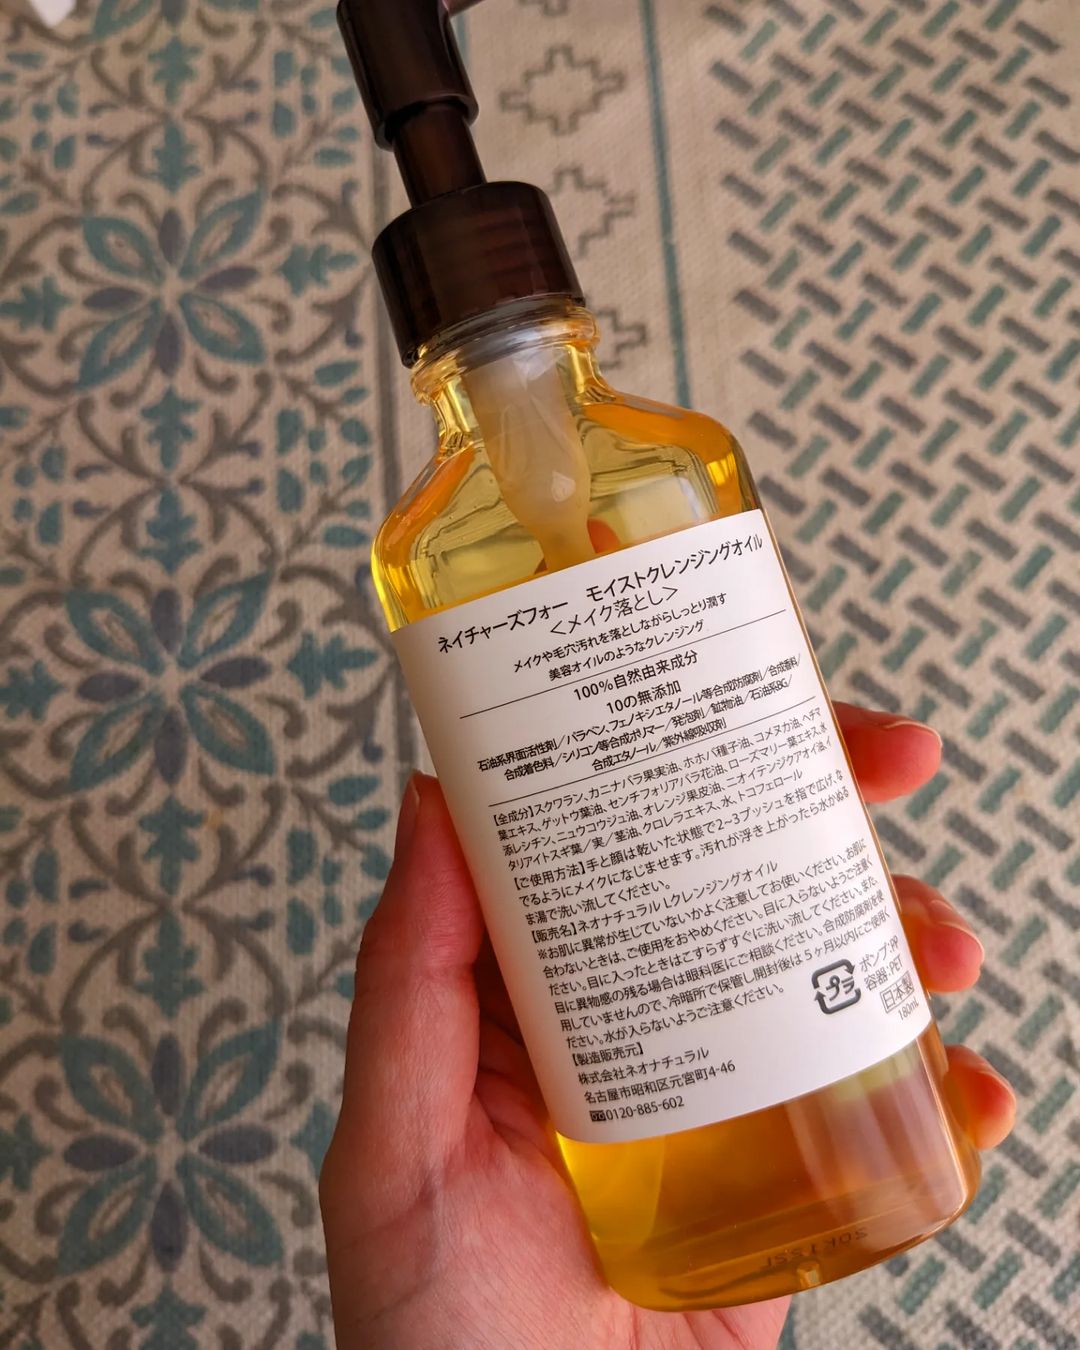 ネイチャーズフォー　モイストクレンジングオイル
＜メイク落とし＞
メイクや毛穴汚れを落としながらしっとり潤す
美容オイルのようなクレンジング
100%自然由来成分
10の無添加
石油系界面活性剤／パラベン、フェノキシエタノール等合成防腐剤／合成香料／
合成着色料／シリコン等合成ポリマー／発泡剤／鉱物油／石油系BG／
合成エタノール／紫外線吸収剤
【全成分】スクワラン、カニナバラ果実油、ホホバ種子油、コメヌカ油、ヘチマ
葉エキス、ゲットウ葉油、センチフォリアバラ花油、ローズマリー葉エキス、水
添レシチン、ニュウコウジュ油、オレンジ果皮油、ニオイテンジクアオイ油、イ
タリアイトスギ葉／実／茎油、クロレラエキス、水、トコフェロール
【ご使用方法】手と顔は乾いた状態で2~3プッシュを指で広げ、な
でるようにメイクになじませます。汚れが浮き上がったら水かぬる
ま湯で洗い流してください。
【販売名】ネオナチュラル Lクレンジングオイル
※お肌に異常が生じていないかよく注意してお使いください。お肌に
合わないときは、ご使用をおやめください。目に入らないようご注意く
ださい。目に入ったときはこすらずすぐに洗い流してください。また、
目に異物感の残る場合は眼科医にご相談ください。合成防腐剤を使
用していませんので、冷暗所で保管し開封後は5ヶ月以内にご使用く
ださい。水が入らないようご注意ください。
【製造販売元】
株式会社ネオナチュラル
名古屋市昭和区元宮町4-46
0120-885-602
プラ
ポンプ:PP
容器:PET
日本製
180mL